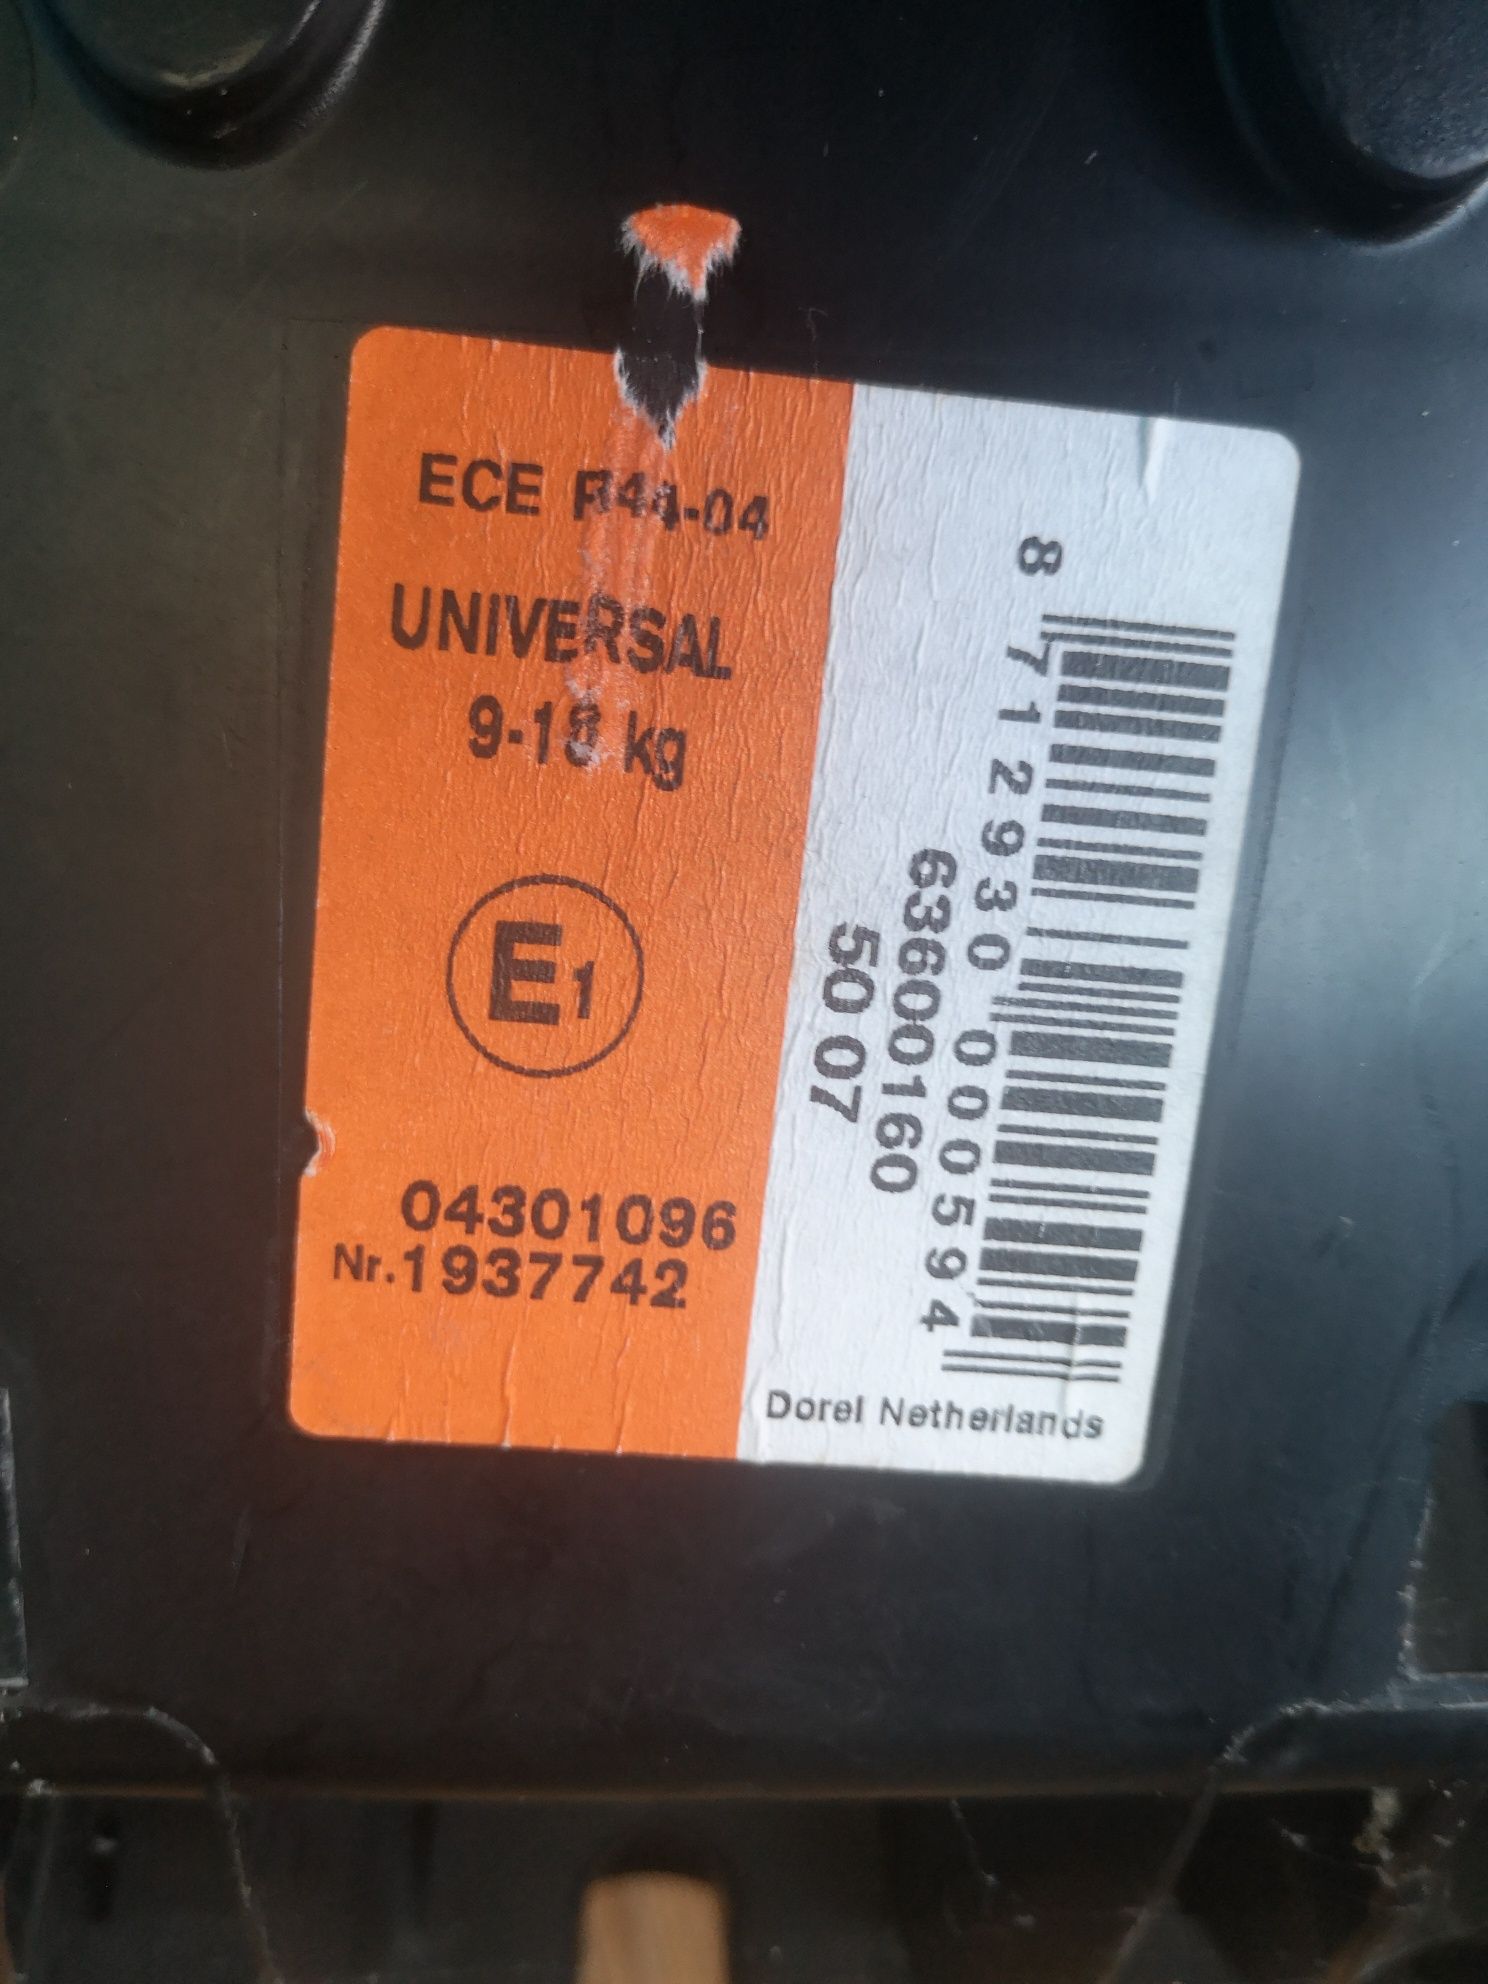 ECE R44-04
UNIVERSAL
9-18 kg
E1
04301096
Nr.1937742
8 712930 000594
63600160
50 07
Dorel Netherlands